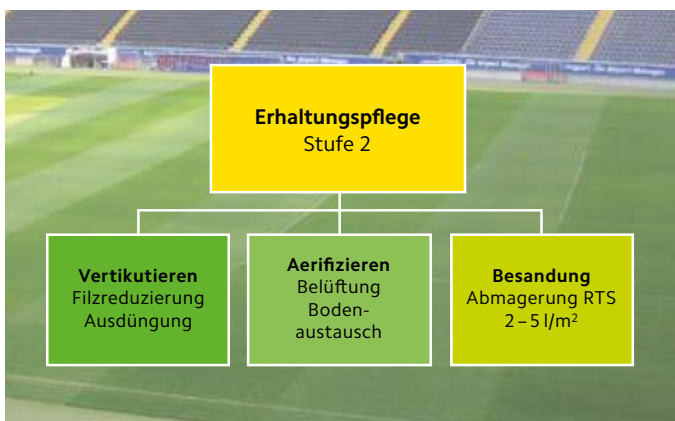 Erhaltungspflege
Stufe 2
Vertikutieren
Filzreduzierung
Ausdüngung
Aerifizieren
Belüftung
Boden-
austausch
Besandung
Abmagerung RTS
2 – 5 l/m²